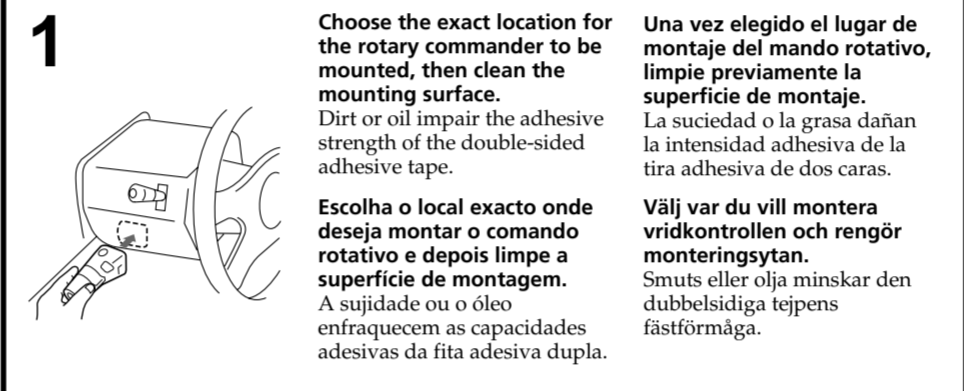 1
Choose the exact location for
the rotary commander to be
mounted, then clean the
mounting surface.
Dirt or oil impair the adhesive
strength of the double-sided
adhesive tape.
Escolha o local exacto onde
deseja montar o comando
rotativo e depois limpe a
superfície de montagem.
A sujidade ou o óleo
enfraquecem as capacidades
adesivas da fita adesiva dupla.
Una vez elegido el lugar de
montaje del mando rotativo,
limpie previamente la
superficie de montaje.
La suciedad o la grasa dañan
la intensidad adhesiva de la
tira adhesiva de dos caras.
Välj var du vill montera
vridkontrollen och rengör
monteringsytan.
Smuts eller olja minskar den
dubbelsidiga tejpens
fästförmåga.